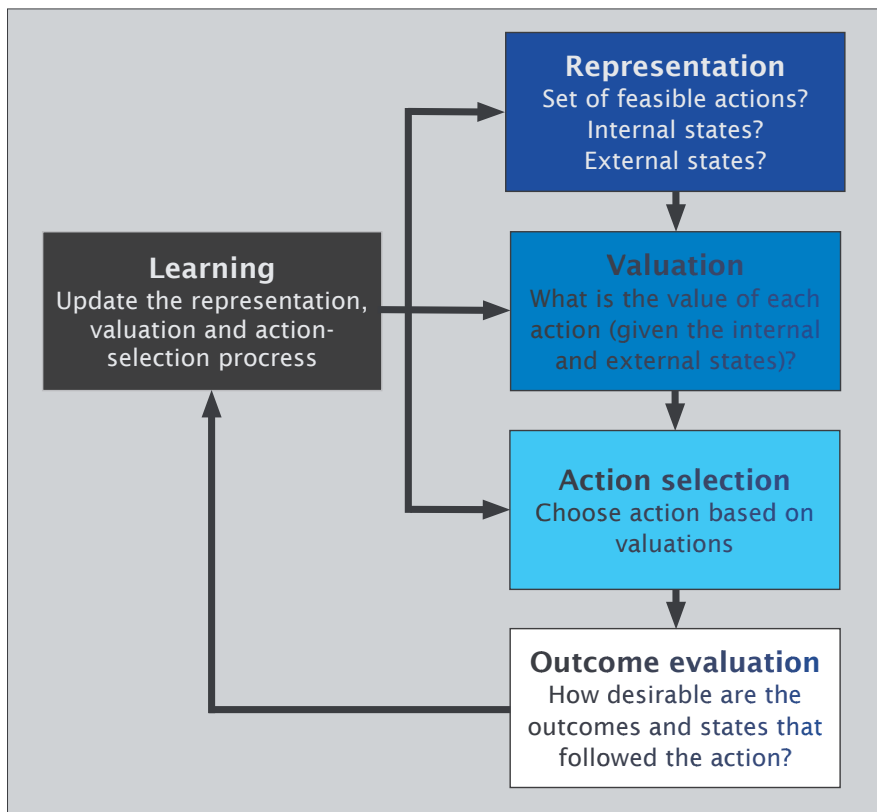 Representation
Set of feasible actions?
Internal states?
External states?
Learning
Update the representation,
valuation and action-
selection procress
Valuation
What is the value of each
action (given the internal
and external states)?
Action selection
Choose action based on
valuations
Outcome evaluation
How desirable are the
outcomes and states that
followed the action?